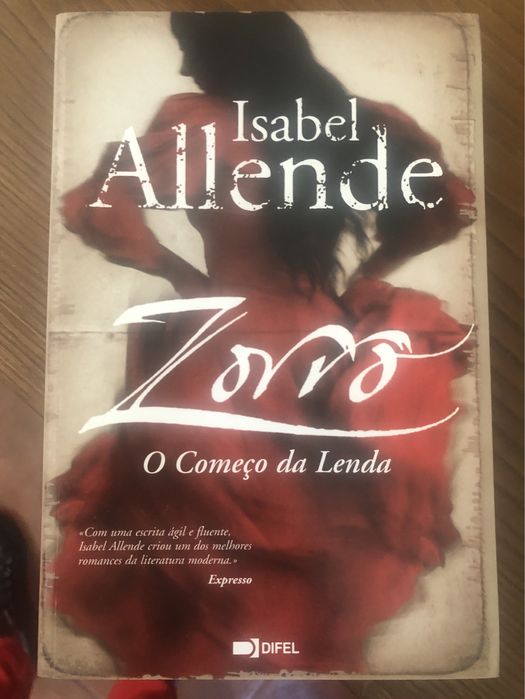 Isabel
Allende
Zorro
O Começo da Lenda
«Com uma escrita ágil e fluente,
Isabel Allende criou um dos melhores
romances da literatura moderna.»
Expresso
DIFEL